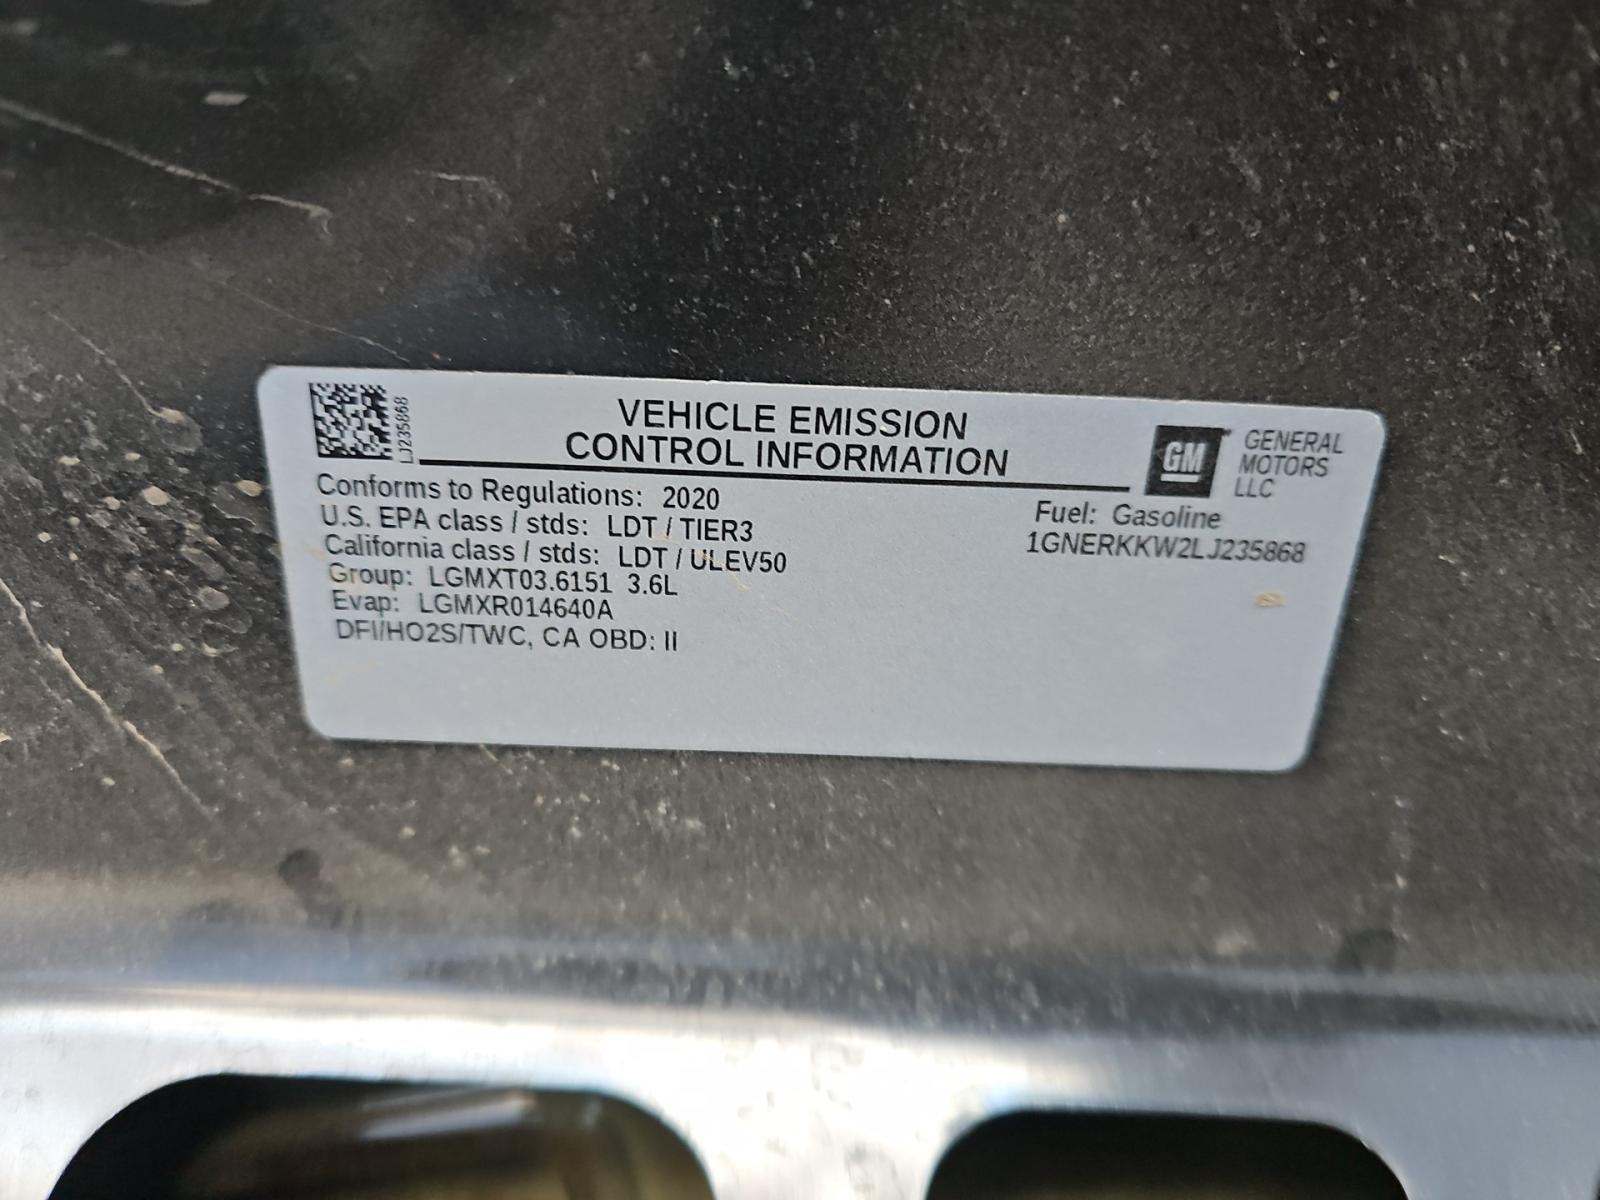 LJ235868
VEHICLE EMISSION
CONTROL INFORMATION
GM
GENERAL
MOTORS
LLC
Conforms to Regulations: 2020
U.S. EPA class / stds: LDT / TIER3
California class / stds: LDT / ULEV50
Group: LGMXT03.6151 3.6L
Evap: LGMXR014640A
DFI/HO2S/TWC, CA OBD: II
Fuel: Gasoline
1GNERKKW2LJ235868